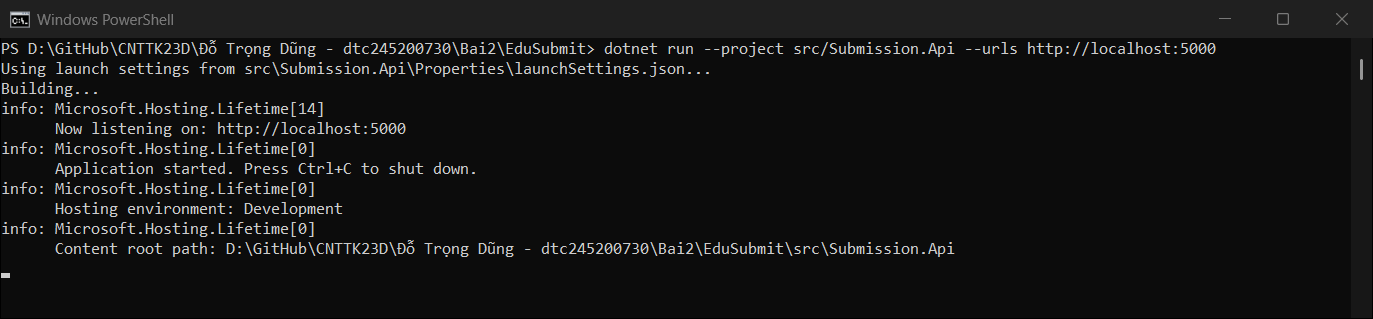 Windows PowerShell
PS D:\GitHub\CNTTK23D\Đỗ Trọng Dũng - dtc245200730\Bai2\EduSubmit> dotnet run --project src/Submission.Api --urls http://localhost:5000
Using launch settings from src\Submission.Api\Properties\launchSettings.json...
Building...
info: Microsoft.Hosting.Lifetime[14]
      Now listening on: http://localhost:5000
info: Microsoft.Hosting.Lifetime[0]
      Application started. Press Ctrl+C to shut down.
info: Microsoft.Hosting.Lifetime[0]
      Hosting environment: Development
info: Microsoft.Hosting.Lifetime[0]
      Content root path: D:\GitHub\CNTTK23D\Đỗ Trọng Dũng - dtc245200730\Bai2\EduSubmit\src\Submission.Api